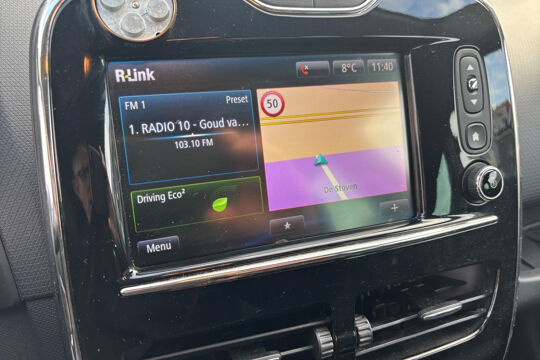 R-Link
8°C
11:40
FM 1
Preset
1. RADIO 10 - Goud va...
103.10 FM
50
Driving Eco²
De Stoven
Menu